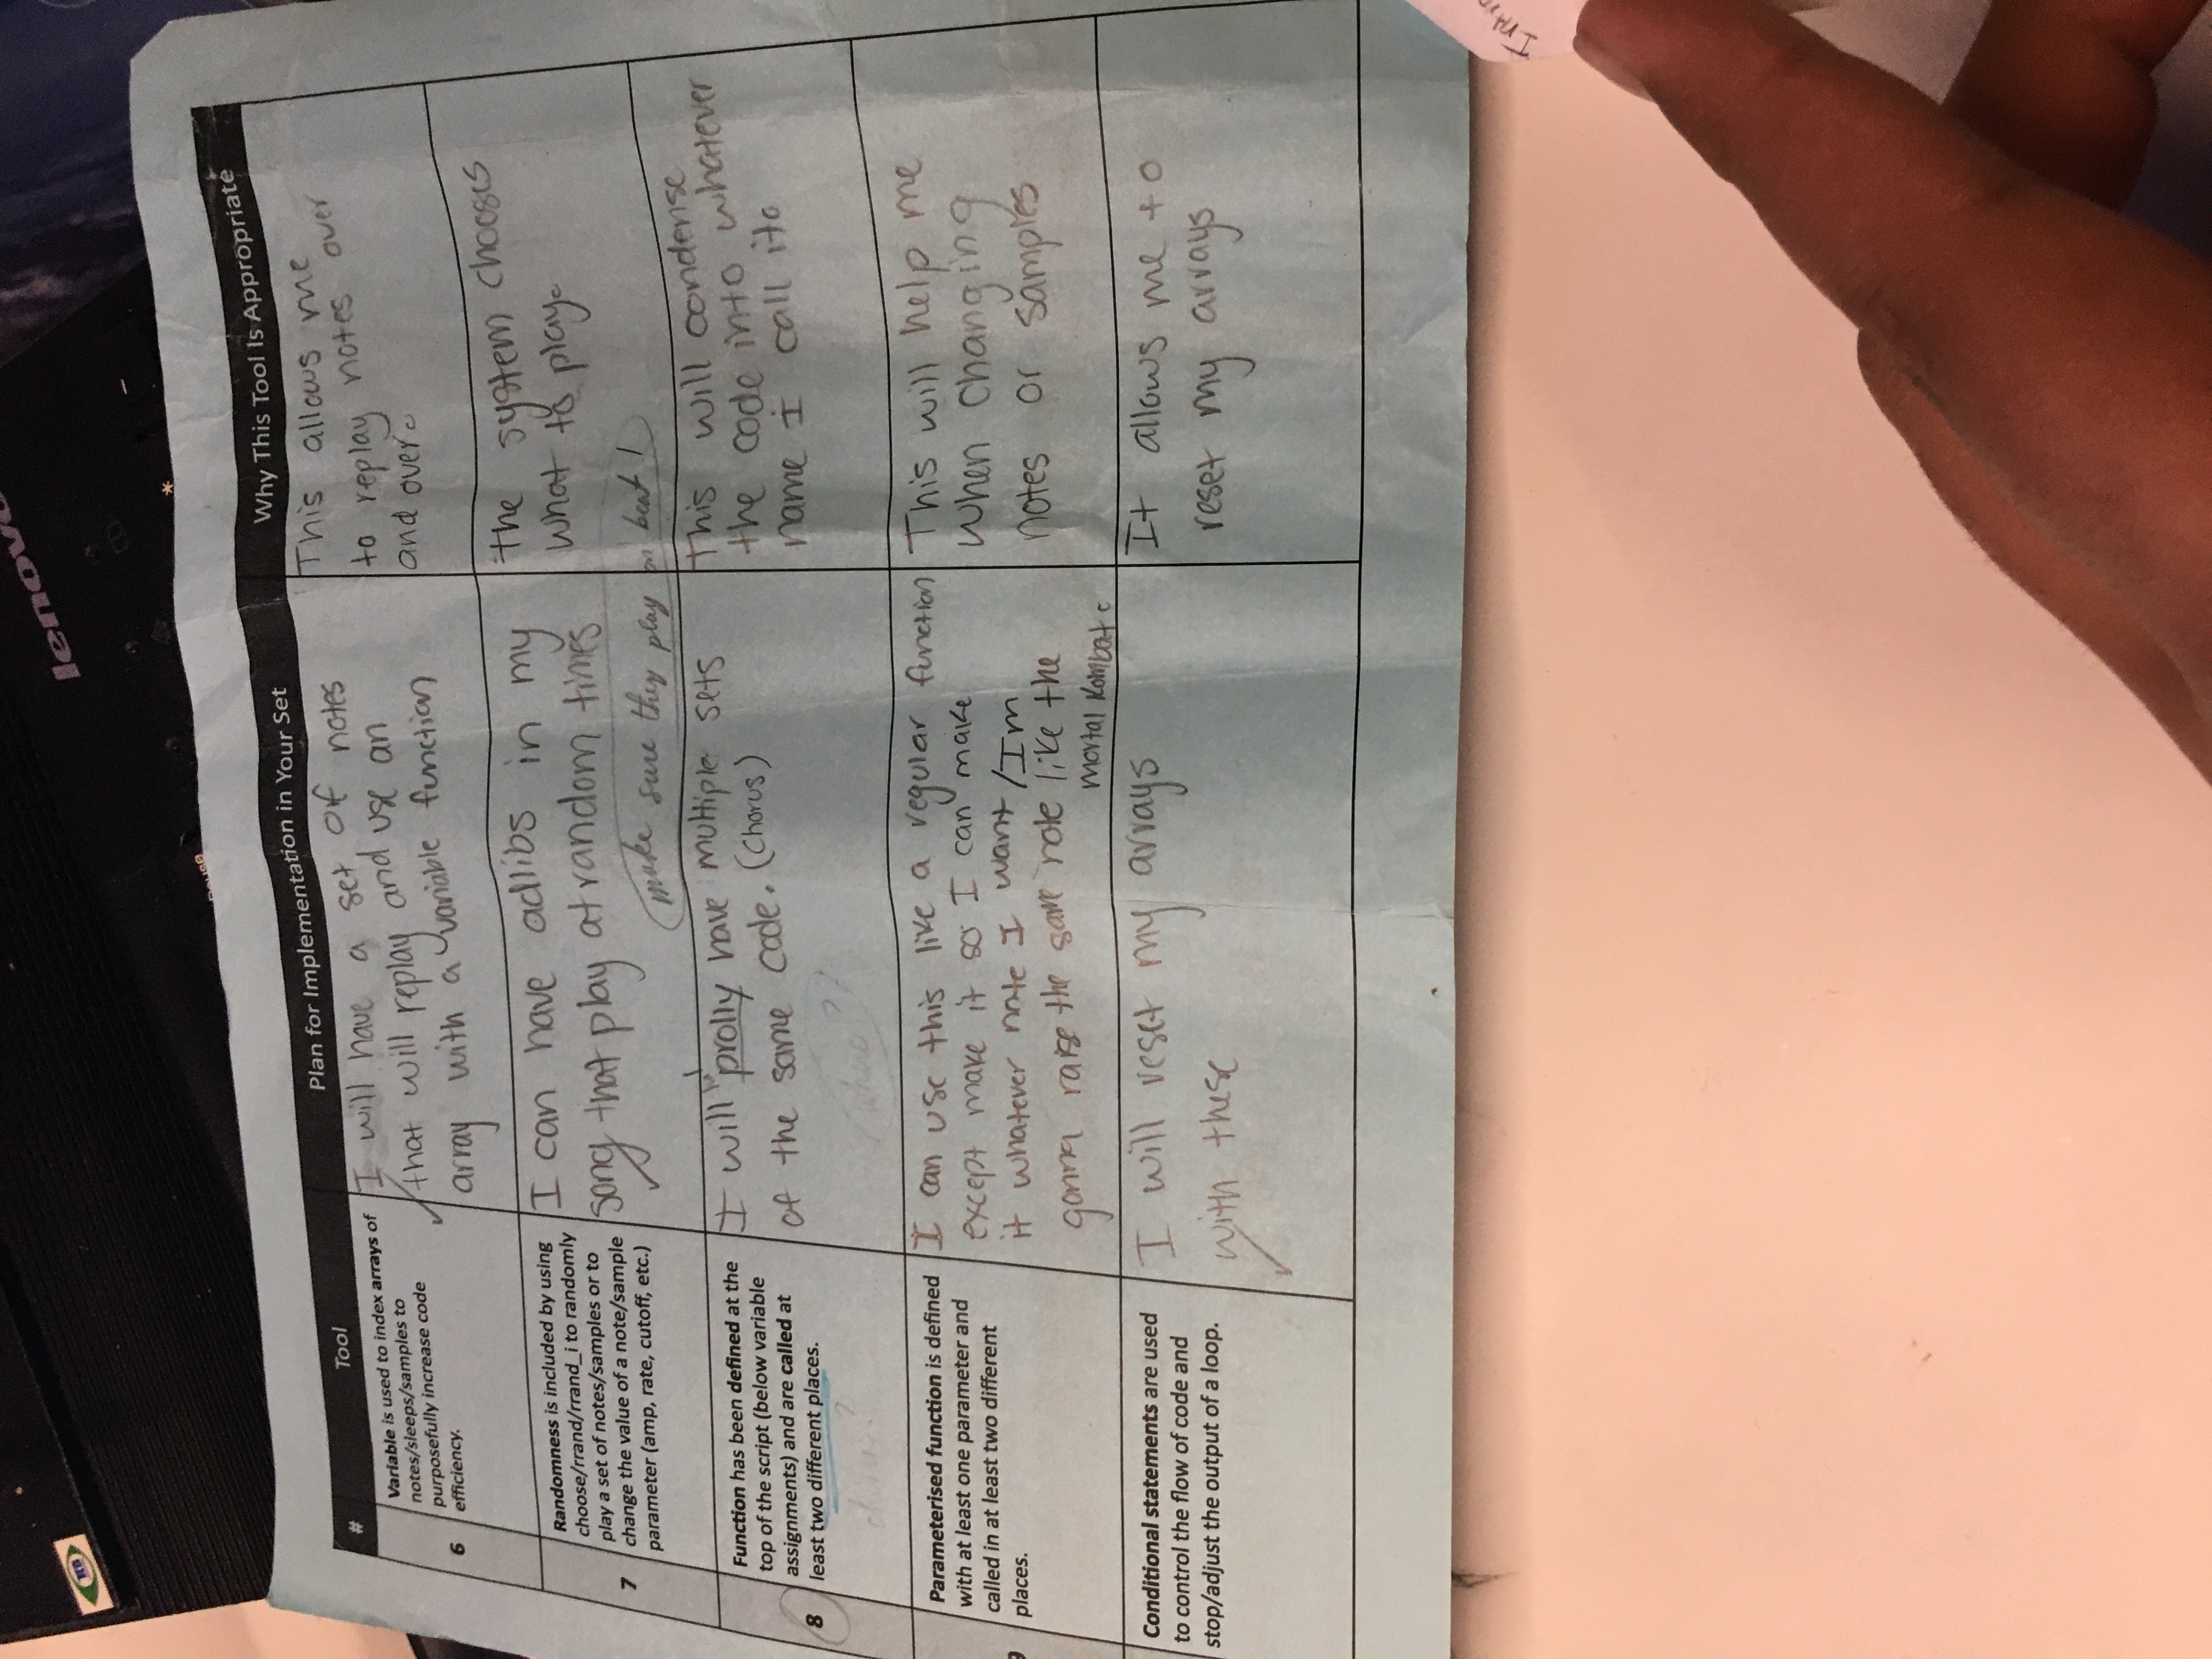 lenovo
Pause
*
# Tool Plan for Implementation in Your Set Why This Tool Is Appropriate
6
Variable is used to index arrays of
notes/sleeps/samples to
purposefully increase code
efficiency.
I will have a set of notes
that will replay and use an
array with a variable function
This allows me
to replay notes over
and over.
7
Randomness is included by using
choose/rrand/rrand_i to randomly
play a set of notes/samples or to
change the value of a note/sample
parameter (amp, rate, cutoff, etc.)
I can have adlibs in my
song that play at random times
make sure they play on beat!
the system chooses
what to play.
8
Function has been defined at the
top of the script (below variable
assignments) and are called at
least two different places.
chorus?
I will prolly have multiple sets
of the same code. (Chorus)
where?
This will condense
the code into whatever
name i call it.
9
Parameterised function is defined
with at least one parameter and
called in at least two different
places.
I can use this like a regular function
except make it so I can make
it whatever note I want /Im
gonna raise the same note like the
mortal kombat.
This will help me
when changing
notes or samples
Conditional statements are used
to control the flow of code and
stop/adjust the output of a loop.
I will reset my arrays
with these
It allows me to
reset my arrays